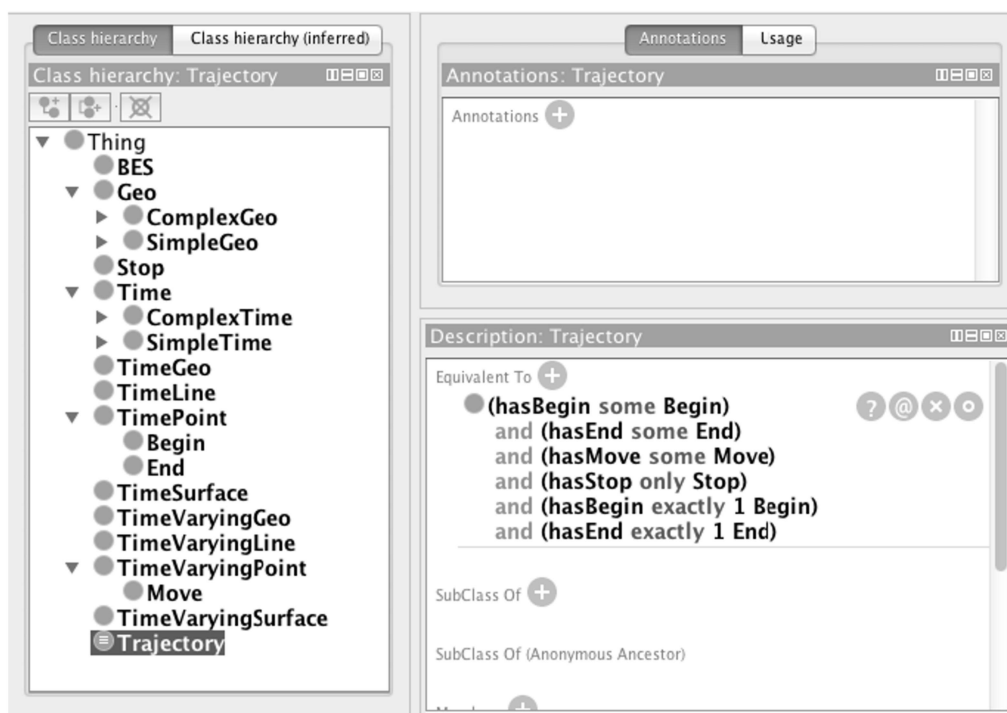 Class hierarchy
Class hierarchy (inferred)
Class hierarchy: Trajectory
Thing
BES
Geo
ComplexGeo
SimpleGeo
Stop
Time
ComplexTime
SimpleTime
TimeGeo
TimeLine
TimePoint
Begin
End
TimeSurface
TimeVaryingGeo
TimeVaryingLine
TimeVaryingPoint
Move
TimeVaryingSurface
Trajectory
Annotations
Usage
Annotations: Trajectory
Annotations
Description: Trajectory
Equivalent To
(hasBegin some Begin)
and (hasEnd some End)
and (hasMove some Move)
and (hasStop only Stop)
and (hasBegin exactly 1 Begin)
and (hasEnd exactly 1 End)
SubClass Of
SubClass Of (Anonymous Ancestor)